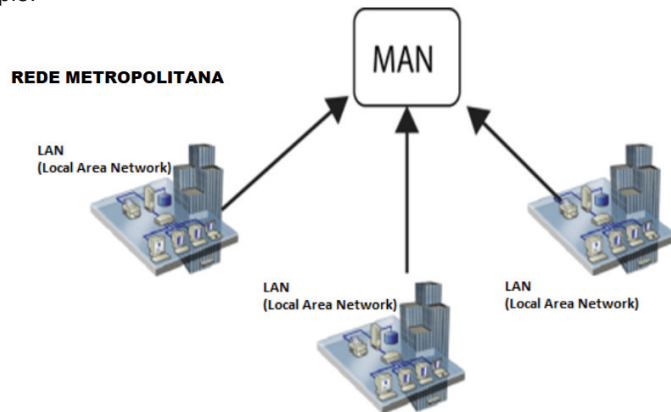 MAN
REDE METROPOLITANA
LAN
(Local Area Network)
LAN
(Local Area Network)
LAN
(Local Area Network)